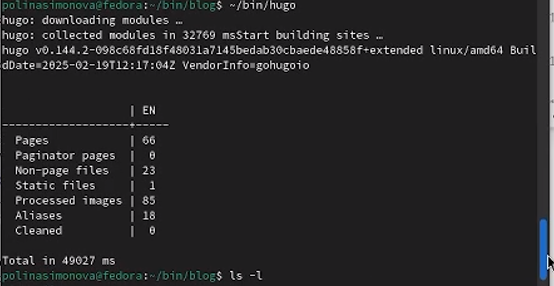 polinasimonova@fedora:~/bin/blog$ ~/bin/hugo
hugo: downloading modules …
hugo: collected modules in 32769 msStart building sites …
hugo v0.144.2-098c68fd18f48031a7145bedab30cbaede48858f+extended linux/amd64 Buil
dDate=2025-02-19T12:17:04Z VendorInfo=gohugoio
| EN
-------------------+-----
Pages | 66
Paginator pages | 0
Non-page files | 23
Static files | 1
Processed images | 85
Aliases | 18
Cleaned | 0
Total in 49027 ms
polinasimonova@fedora:~/bin/blog$ ls -l